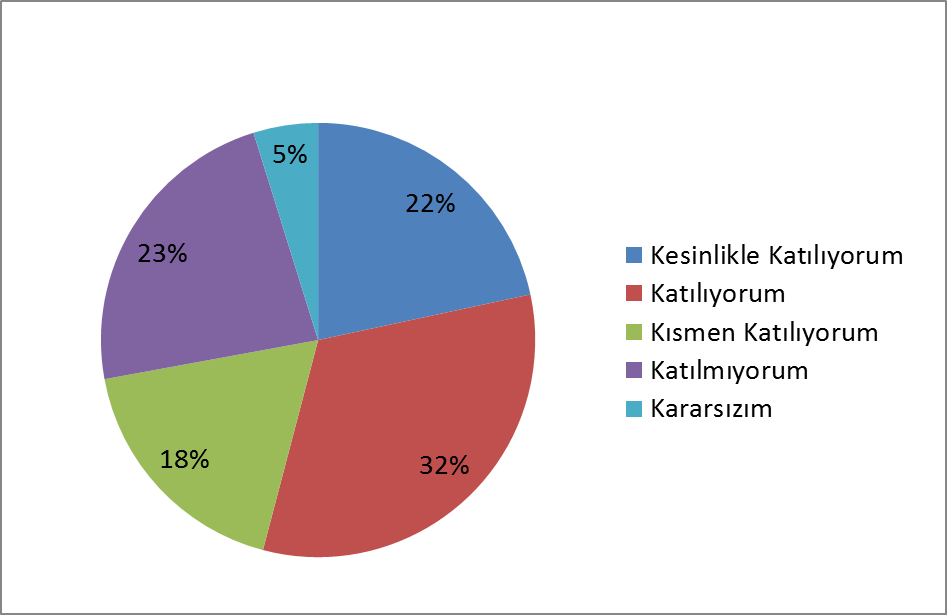 5%
22%
23%
18%
32%
Kesinlikle Katılıyorum
Katılıyorum
Kısmen Katılıyorum
Katılmıyorum
Kararsızım